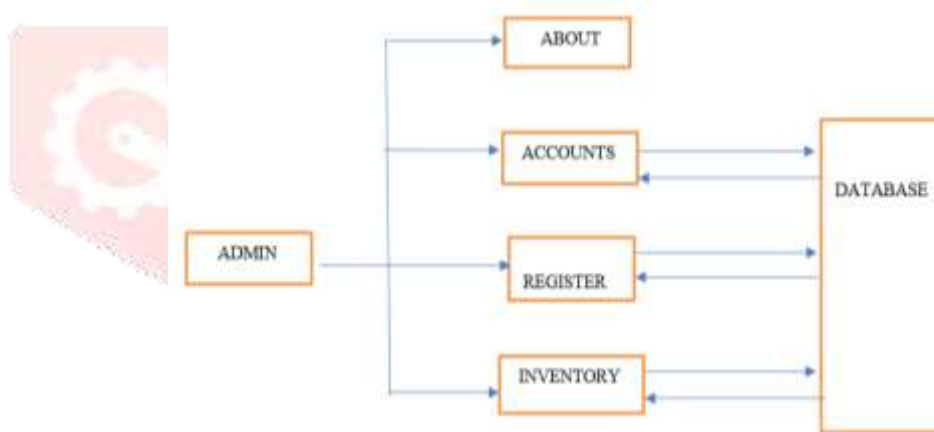 ABOUT
ACCOUNTS
DATABASE
ADMIN
REGISTER
INVENTORY